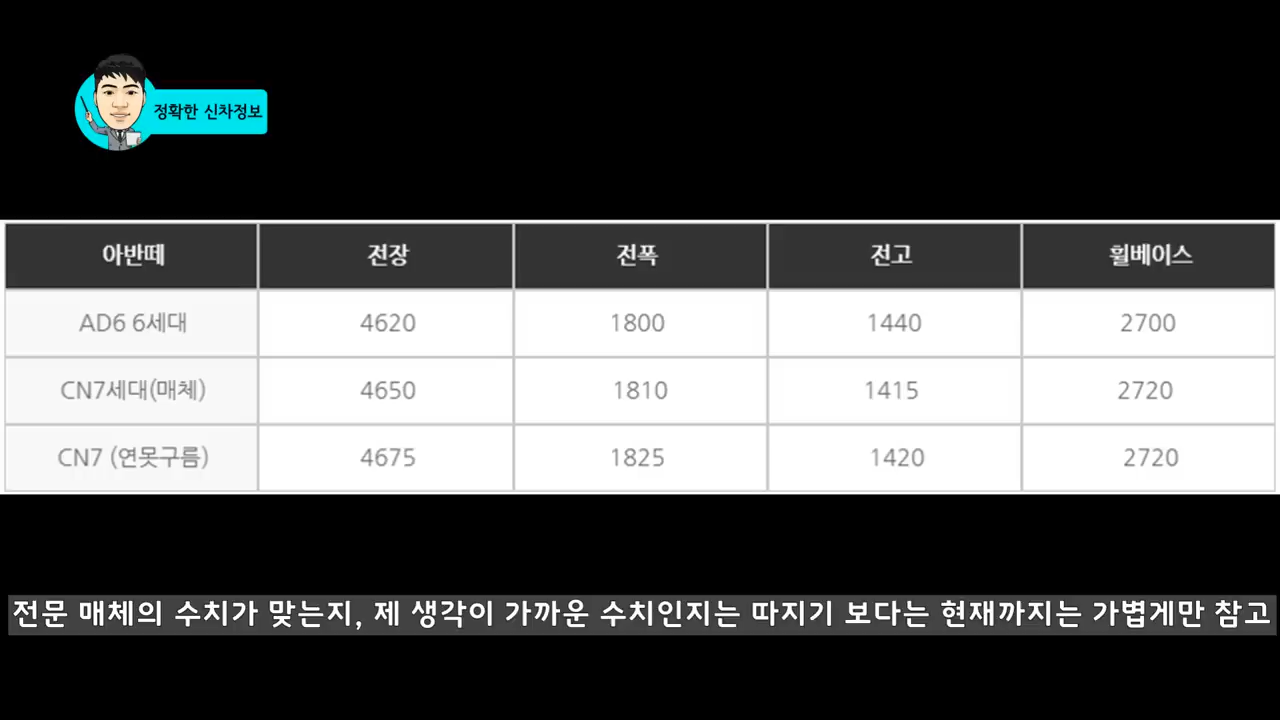 정확한 신차정보
아반떼 전장 전폭 전고 휠베이스
AD6 6세대 4620 1800 1440 2700
CN7세대(매체) 4650 1810 1415 2720
CN7 (연못구름) 4675 1825 1420 2720
전문 매체의 수치가 맞는지, 제 생각이 가까운 수치인지는 따지기 보다는 현재까지는 가볍게만 참고